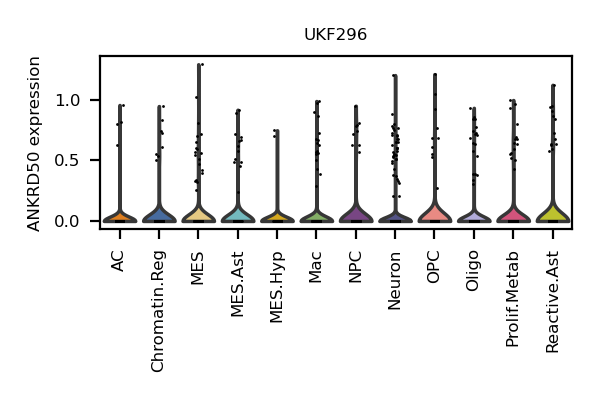 UKF296
ANKRD50 expression
1.0
0.5
0.0
AC
Chromatin.Reg
MES
MES.Ast
MES.Hyp
Mac
NPC
Neuron
OPC
Oligo
Prolif.Metab
Reactive.Ast